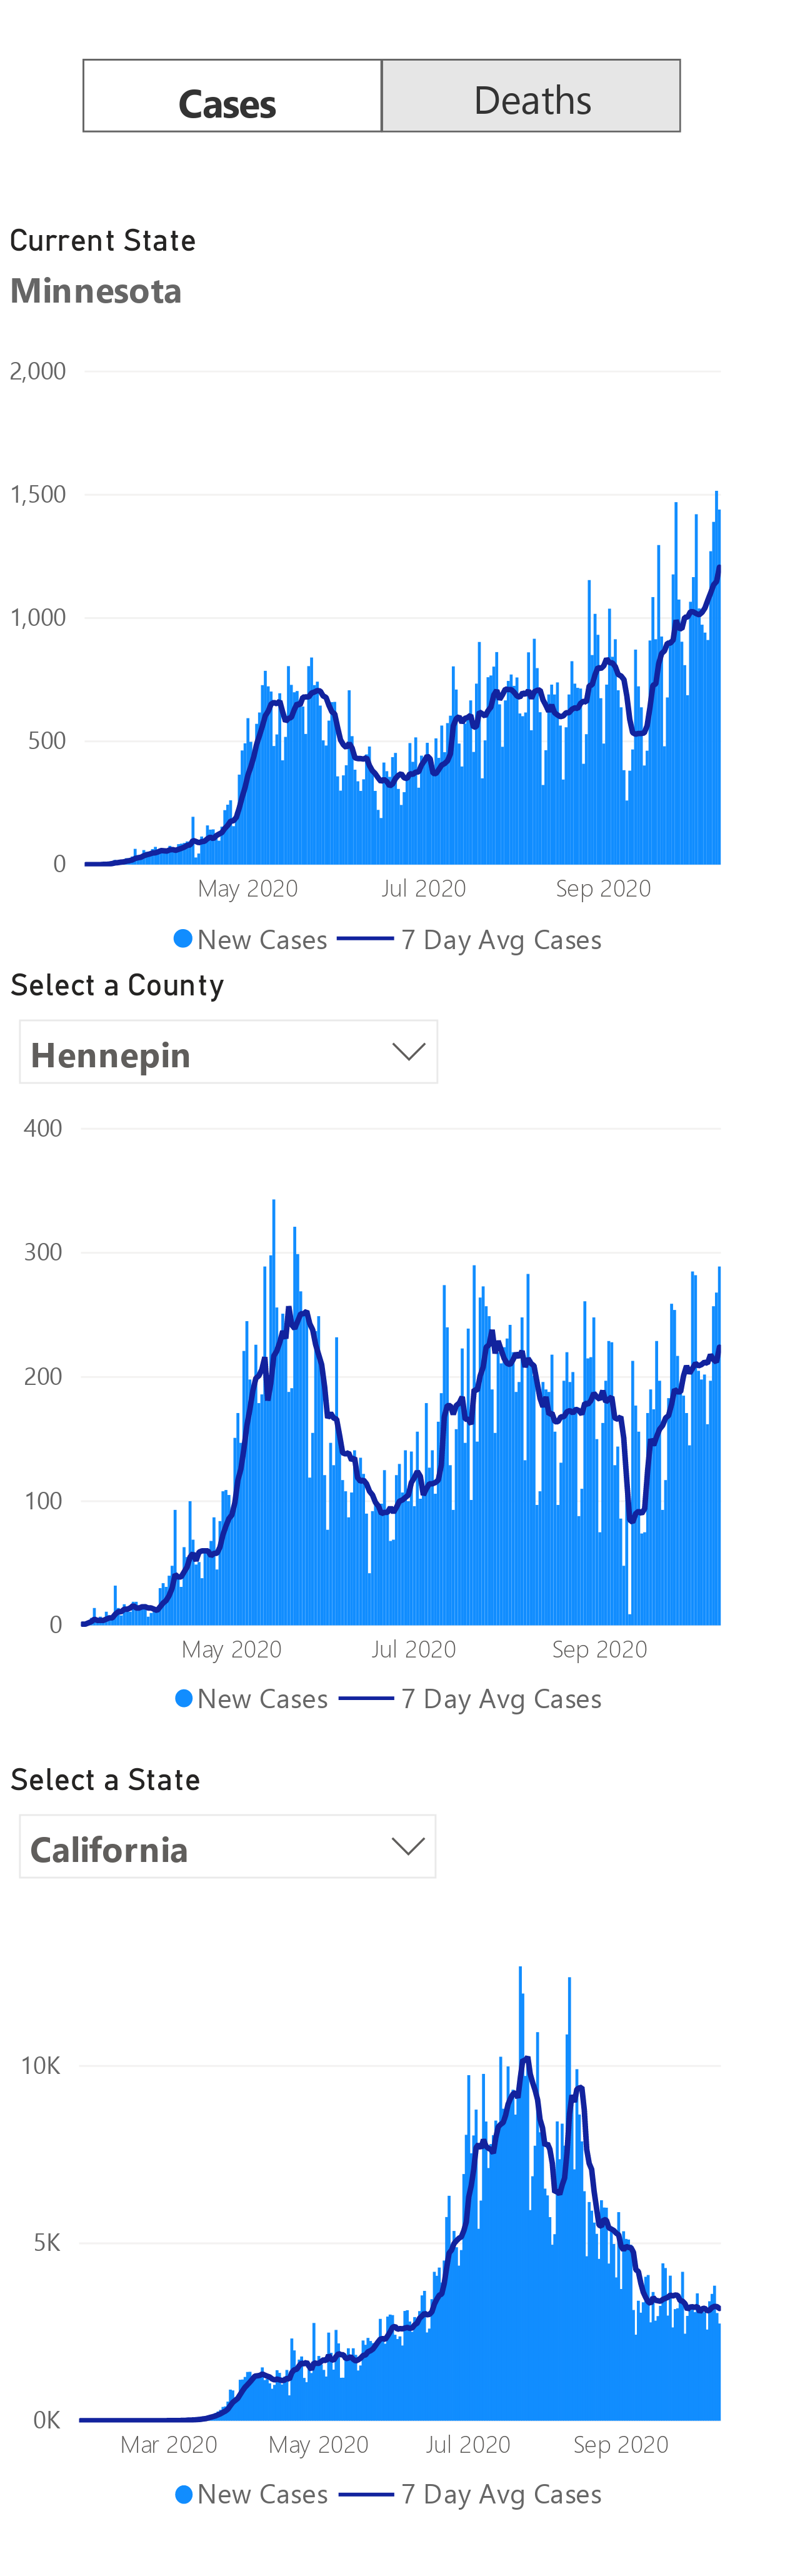 Cases Deaths
Current State
Minnesota
2,000
1,500
1,000
500
0
May 2020 Jul 2020 Sep 2020
New Cases 7 Day Avg Cases
Select a County
Hennepin
400
300
200
100
0
May 2020 Jul 2020 Sep 2020
New Cases 7 Day Avg Cases
Select a State
California
10K
5K
0K
Mar 2020 May 2020 Jul 2020 Sep 2020
New Cases 7 Day Avg Cases